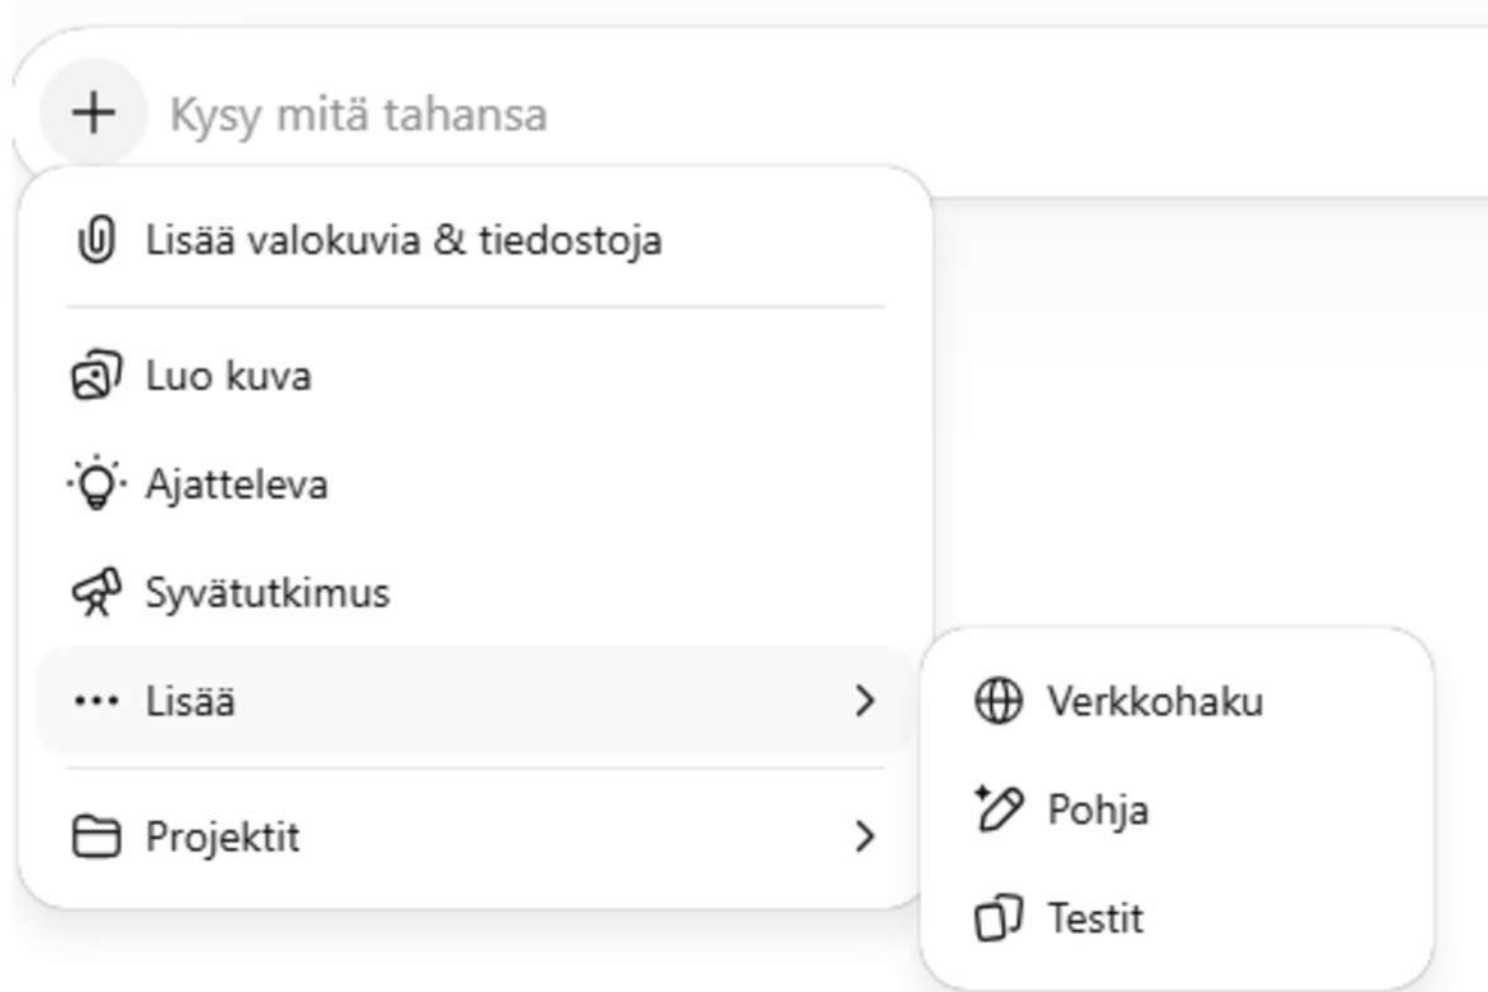 Kysy mitä tahansa
Lisää valokuvia & tiedostoja
Luo kuva
Ajatteleva
Syvätutkimus
Lisää
Projektit
Verkkohaku
Pohja
Testit